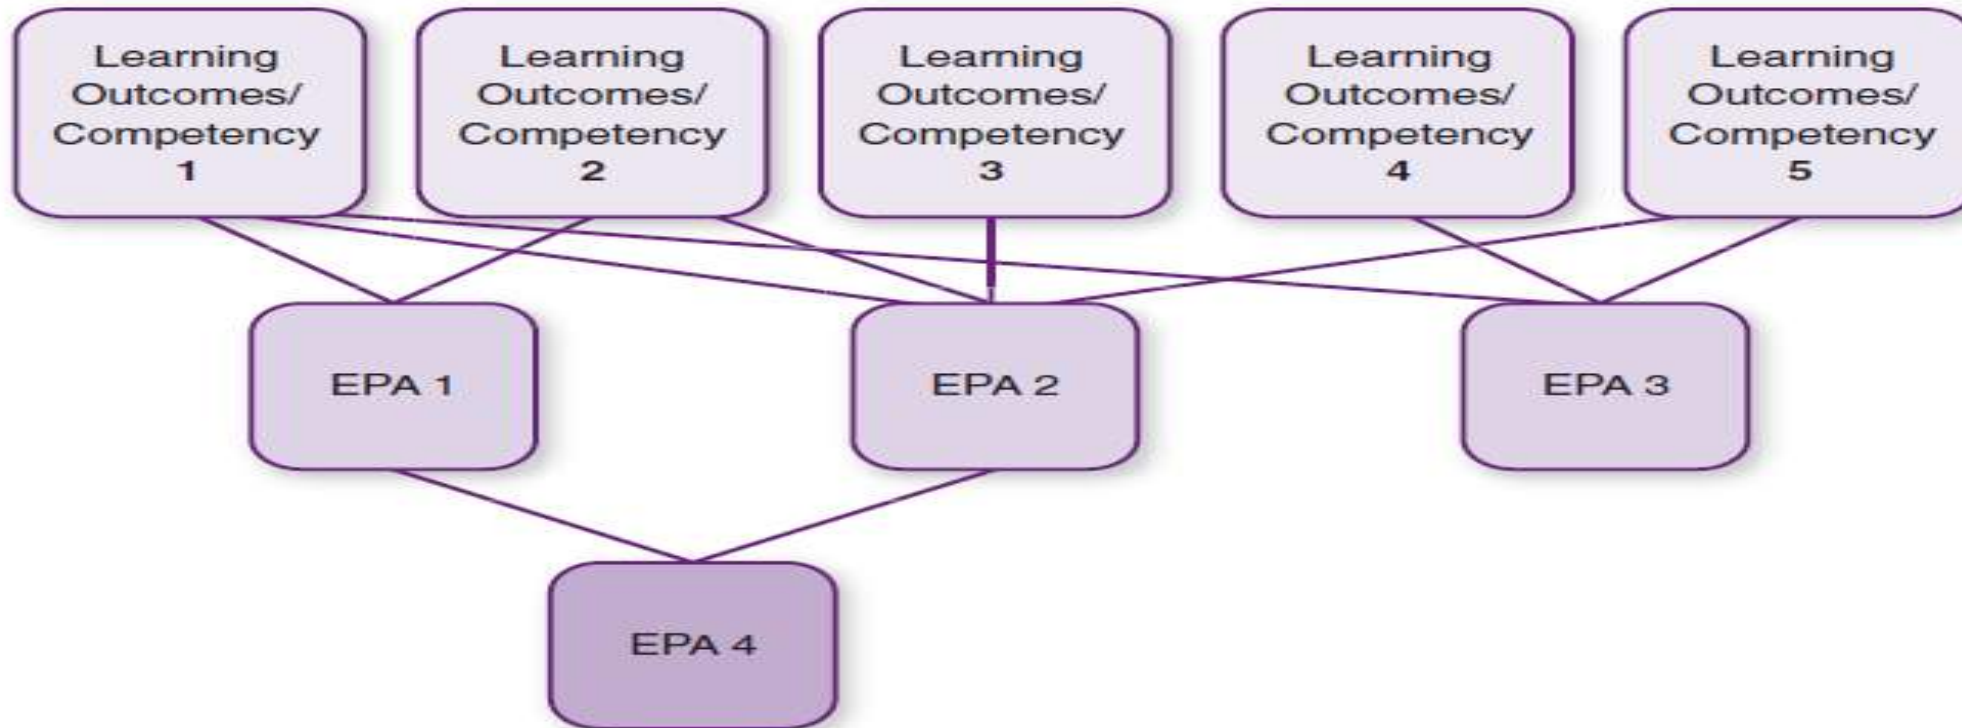 Learning
Outcomes/
Competency
1
Learning
Outcomes/
Competency
2
Learning
Outcomes/
Competency
3
Learning
Outcomes/
Competency
4
Learning
Outcomes/
Competency
5
EPA 1
EPA 2
EPA 3
EPA 4